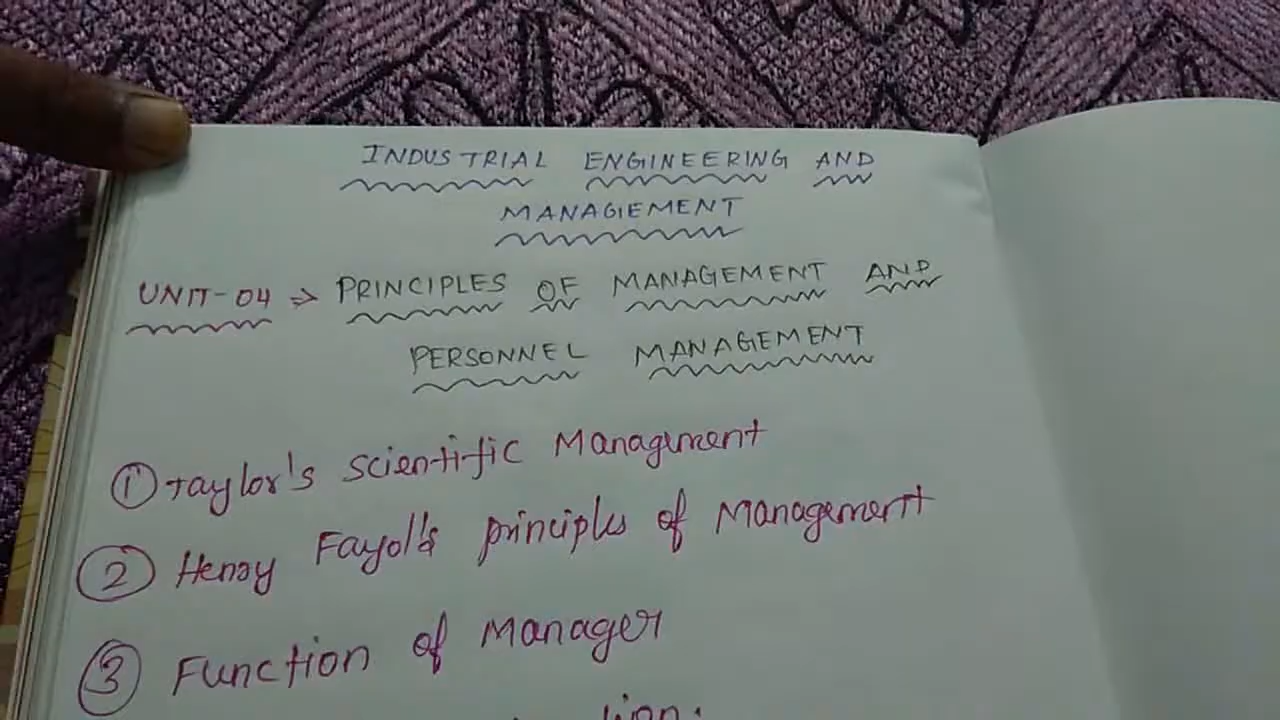 INDUSTRIAL ENGINEERING AND
MANAGEMENT
UNIT-04 ⇒ PRINCIPLES OF MANAGEMENT AND
PERSONNEL MANAGEMENT
① Taylor's scientific Management
② Henry Fayol's principles of Management
③ Function of Manager